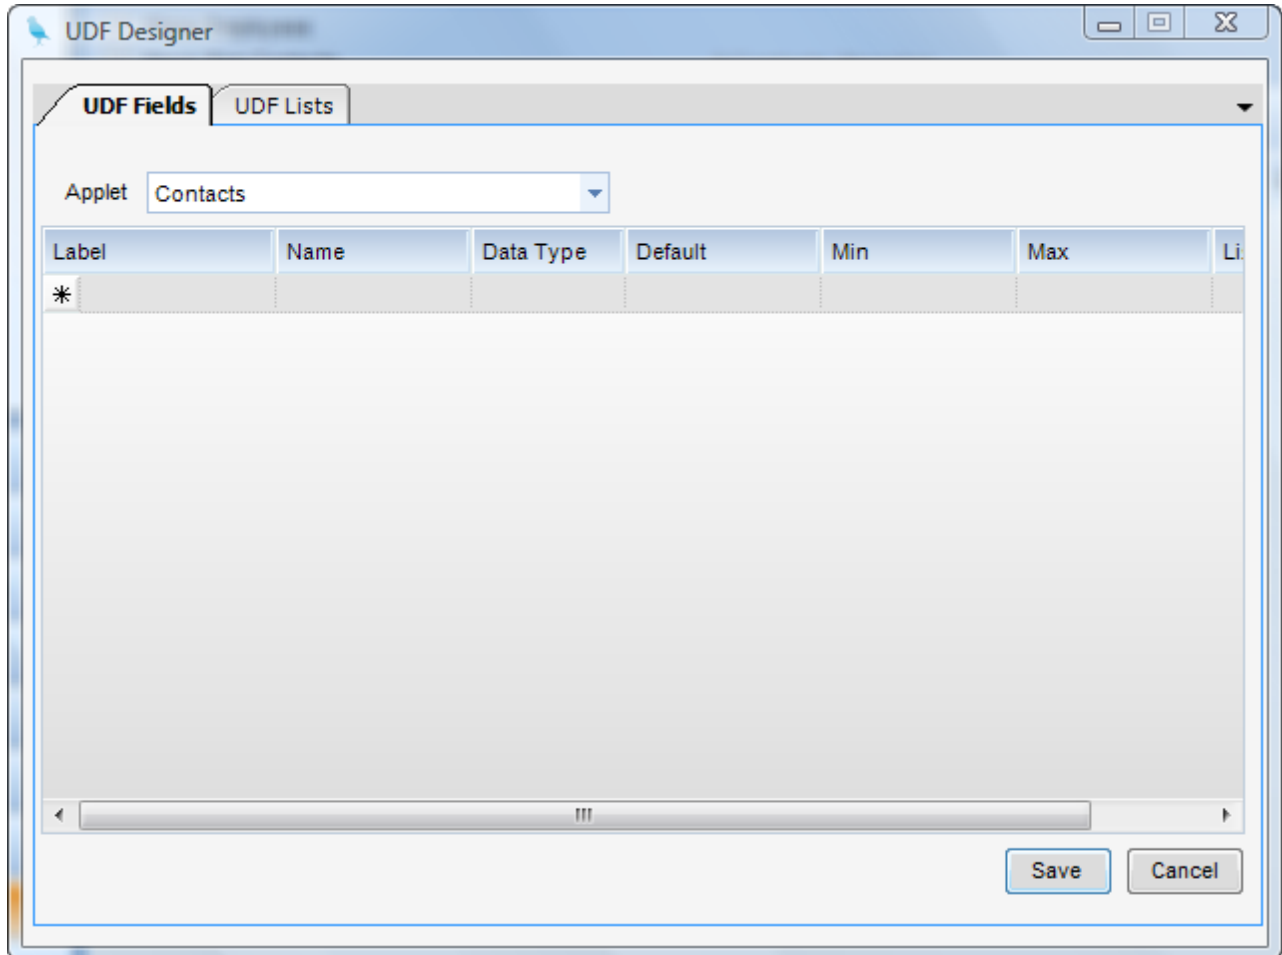 UDF Designer
UDF Fields UDF Lists
Applet Contacts
Label Name Data Type Default Min Max
Save Cancel